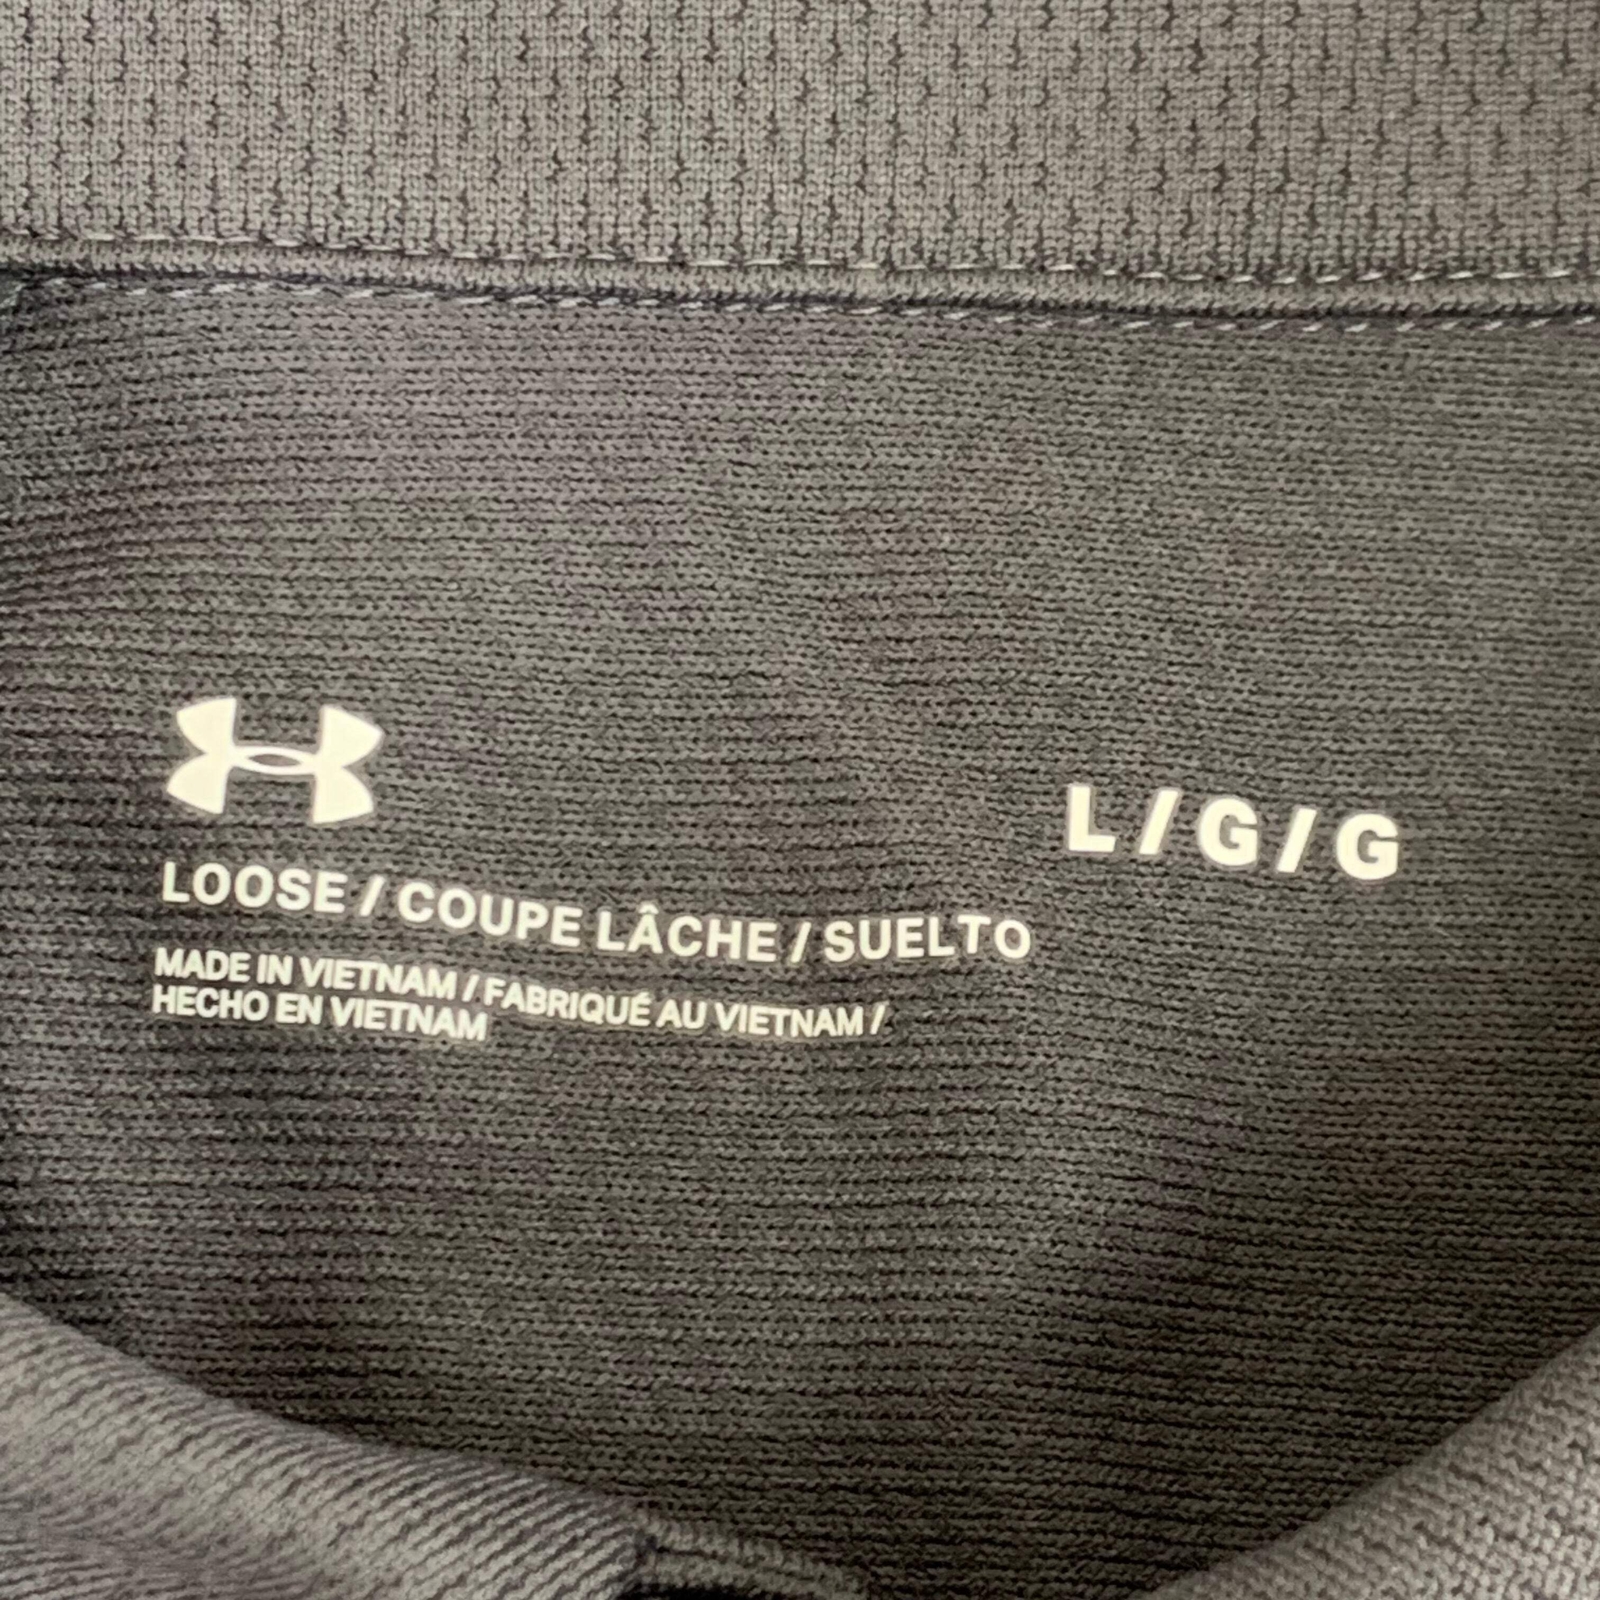 L / G / G
LOOSE / COUPE LÂCHE / SUELTO
MADE IN VIETNAM / FABRIQUÉ AU VIETNAM /
HECHO EN VIETNAM